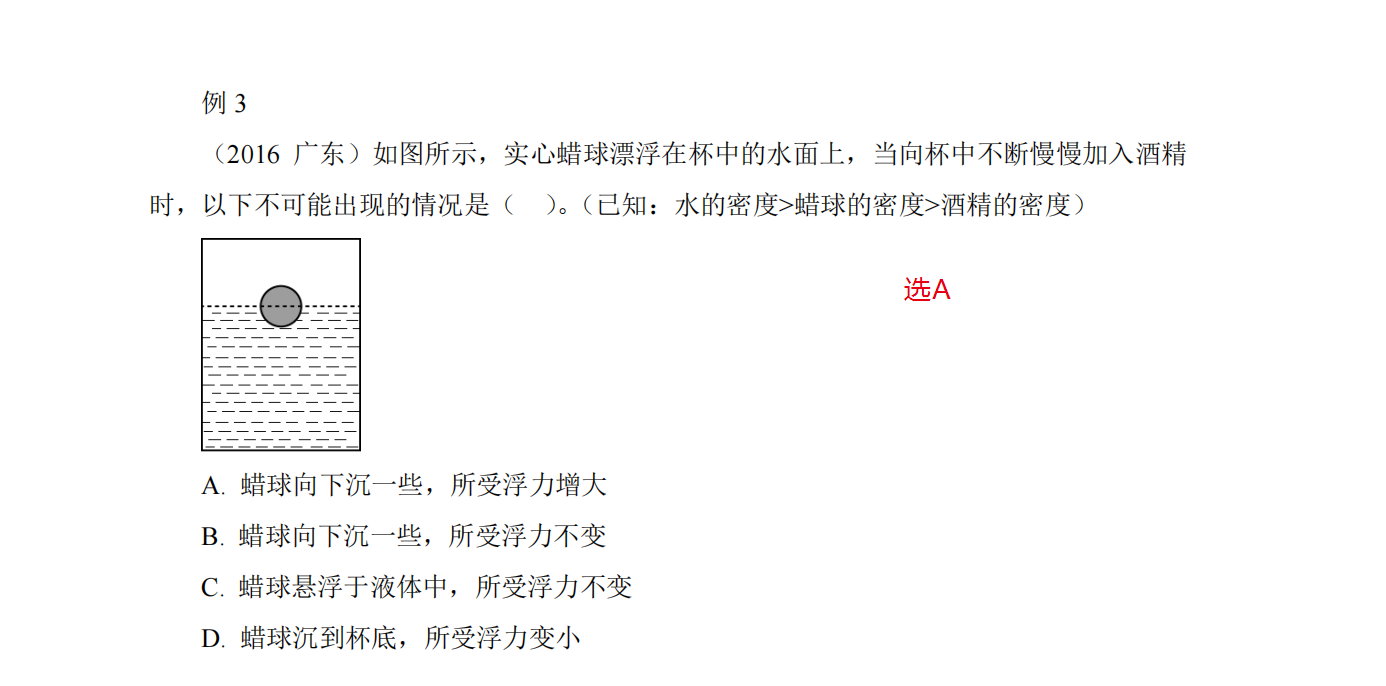 例 3
（2016 广东）如图所示，实心蜡球漂浮在杯中的水面上，当向杯中不断慢慢加入酒精
时，以下不可能出现的情况是（ ）。（已知：水的密度>蜡球的密度>酒精的密度）
选A
A. 蜡球向下沉一些，所受浮力增大
B. 蜡球向下沉一些，所受浮力不变
C. 蜡球悬浮于液体中，所受浮力不变
D. 蜡球沉到杯底，所受浮力变小